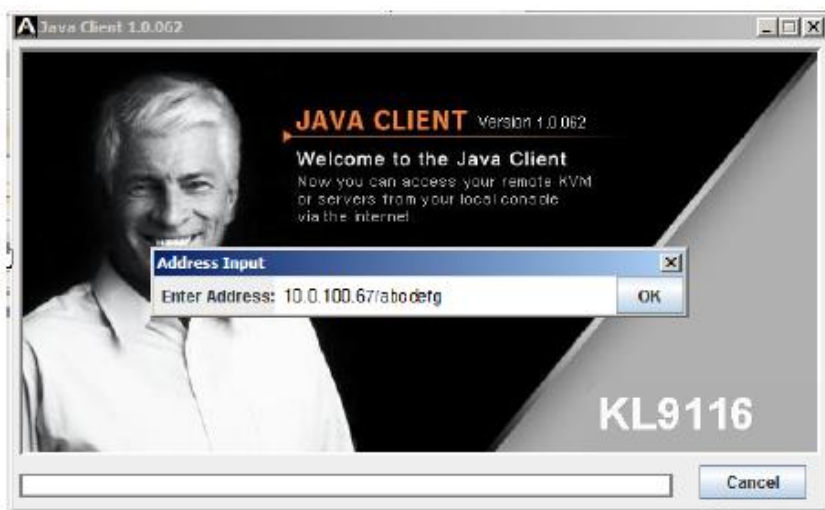 A Java Client 1.0.062
JAVA CLIENT Version 1.0.062
Welcome to the Java Client
Now you can access your remote KVM
or servers from your local console
via the internet
Address Input
Enter Address: 10.0.100.67/abcdefg
OK
KL9116
Cancel